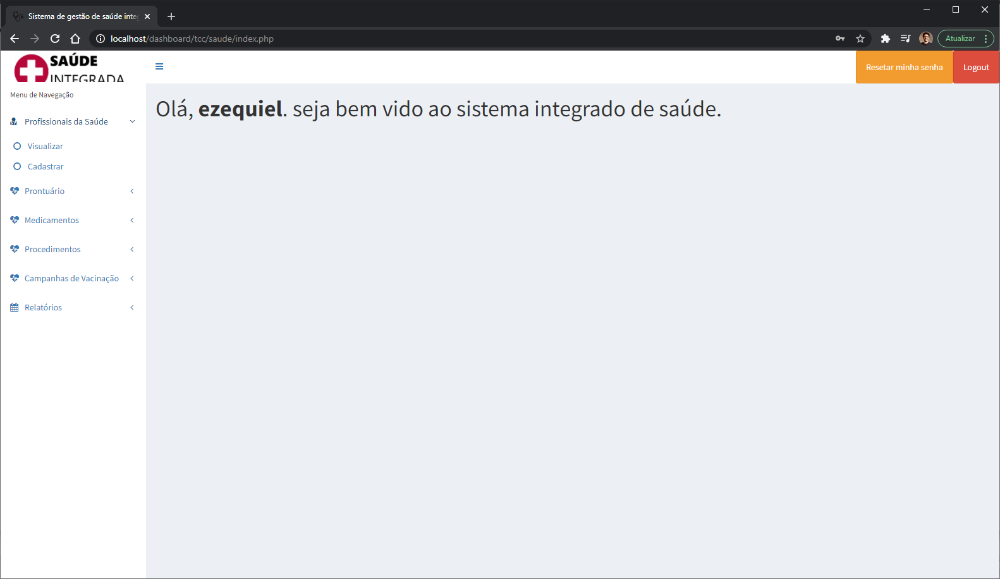 Sistema de gestão de saúde inte
localhost/dashboard/tcc/saude/index.php
Atualizar
SAÚDE
INTEGRADA
Resetar minha senha
Logout
Menu de Navegação
Olá, ezequiel. seja bem vido ao sistema integrado de saúde.
Profissionais da Saúde
Visualizar
Cadastrar
Prontuário
Medicamentos
Procedimentos
Campanhas de Vacinação
Relatórios